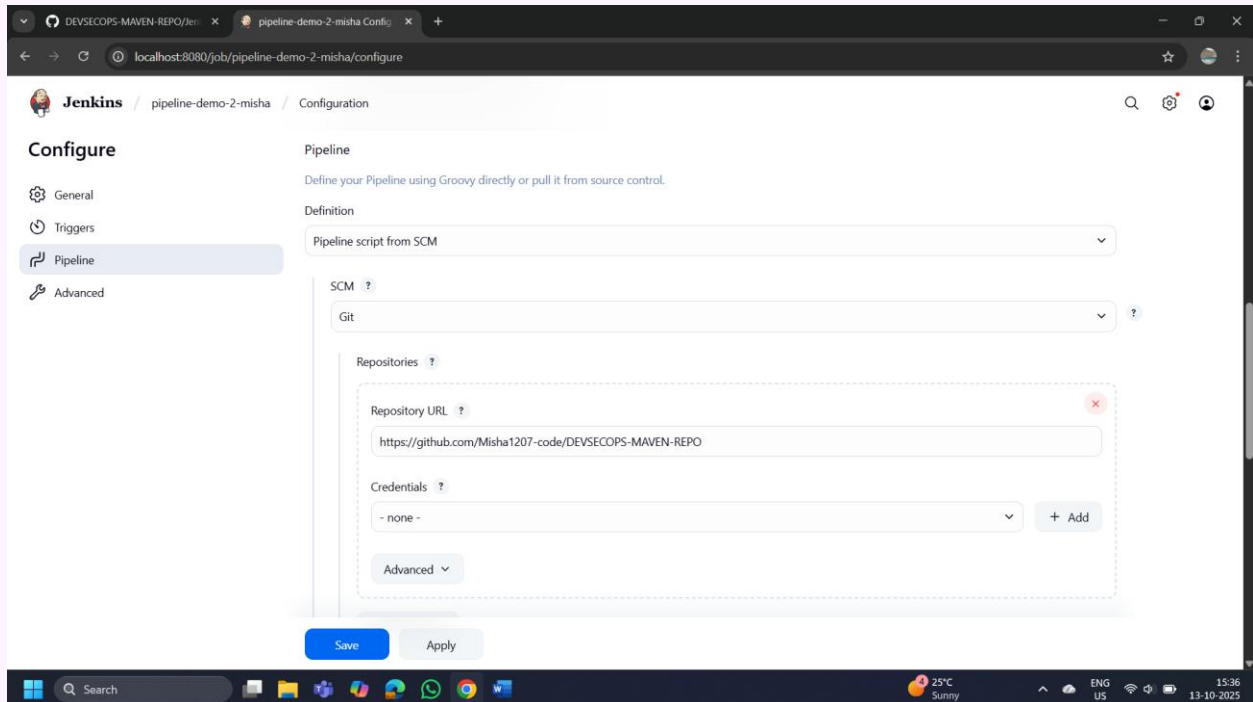 DEVSECOPS-MAVEN-REPO/Jen
pipeline-demo-2-misha Config
localhost:8080/job/pipeline-demo-2-misha/configure
Jenkins / pipeline-demo-2-misha / Configuration
Configure
General
Triggers
Pipeline
Advanced
Pipeline
Define your Pipeline using Groovy directly or pull it from source control.
Definition
Pipeline script from SCM
SCM ?
Git
?
Repositories ?
Repository URL ?
https://github.com/Misha1207-code/DEVSECOPS-MAVEN-REPO
Credentials ?
- none -
+ Add
Advanced
Save
Apply
Search
4
25°C
Sunny
ENG
US
15:36
13-10-2025